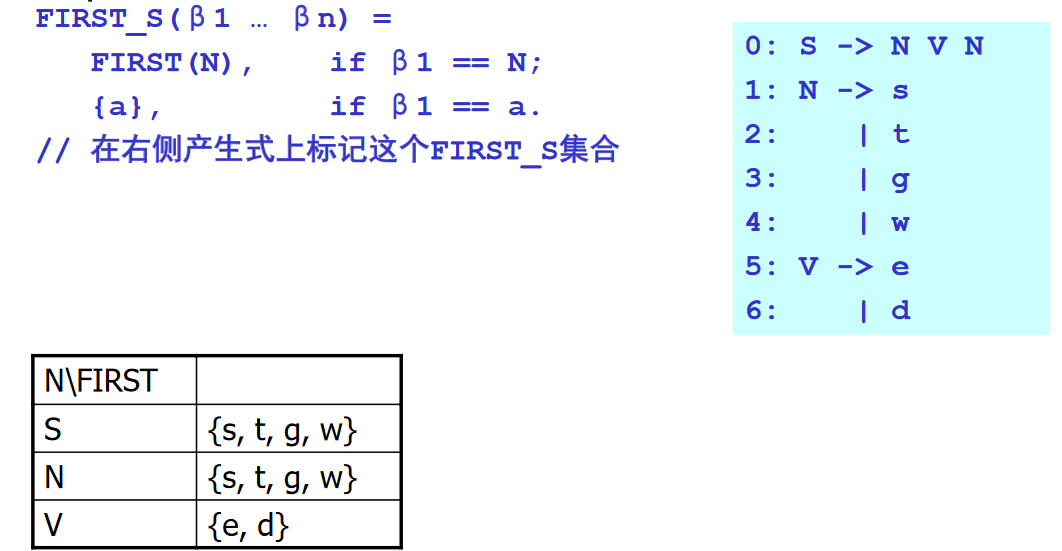 FIRST_S(β1 … βn) =
FIRST(N), if β1 == N;
{a}, if β1 == a.
// 在右侧产生式上标记这个FIRST_S集合
0: S -> N V N
1: N -> s
2: | t
3: | g
4: | w
5: V -> e
6: | d
N\FIRST
S {s, t, g, w}
N {s, t, g, w}
V {e, d}